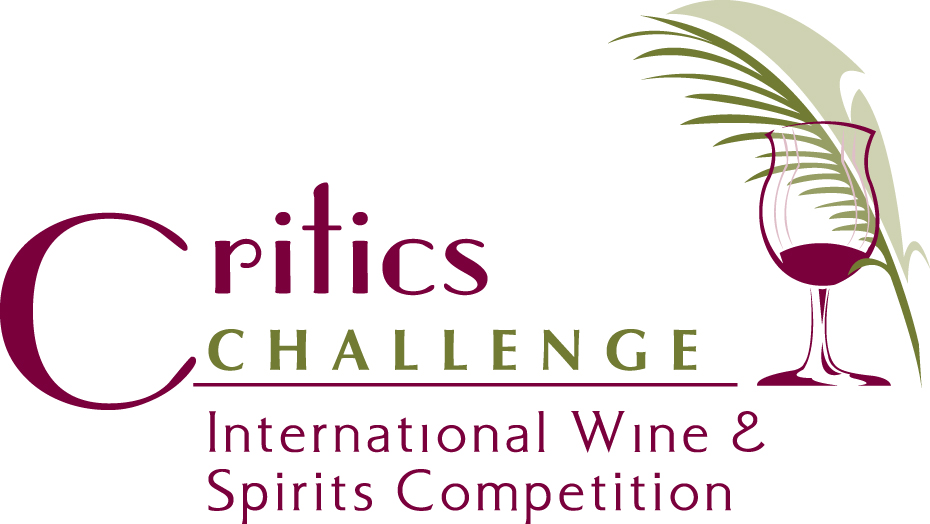 Critics
CHALLENGE
International Wine &
Spirits Competition